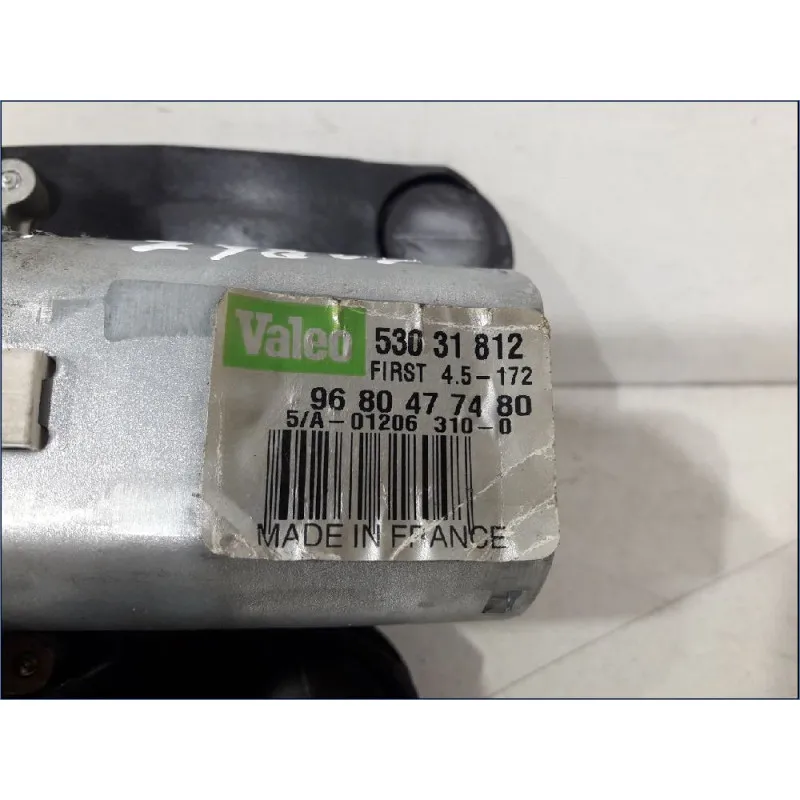 Valeo 530 31 812
FIRST 4.5-172
96 80 47 74 80
5/A-01206 310-0
MADE IN FRANCE